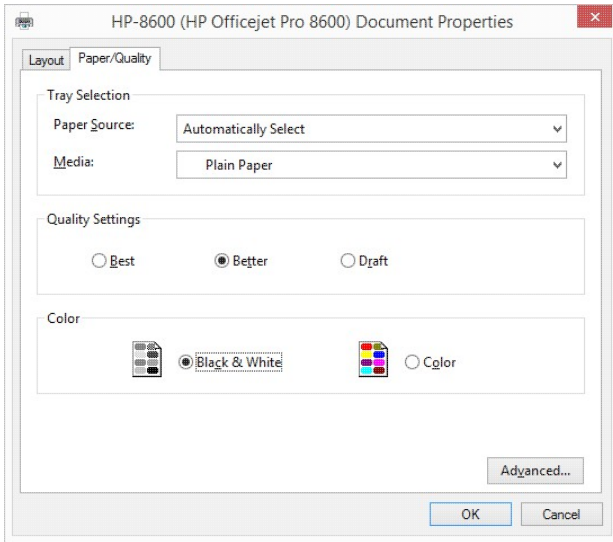 HP-8600 (HP Officejet Pro 8600) Document Properties
Layout Paper/Quality
Tray Selection
Paper Source: Automatically Select
Media: Plain Paper
Quality Settings
Best Better Draft
Color
Black & White Color
Advanced...
OK Cancel